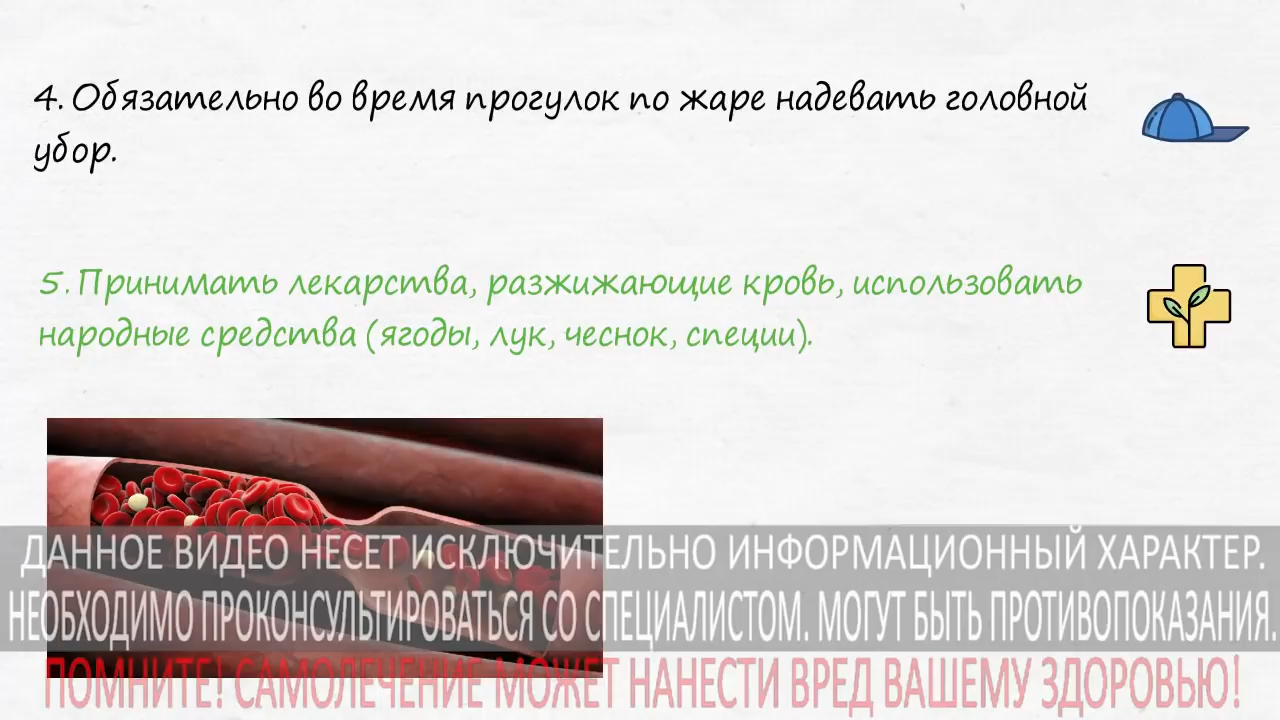 4. Обязательно во время прогулок по жаре надевать головной
убор.
5. Принимать лекарства, разжижающие кровь, использовать
народные средства (ягоды, лук, чеснок, специи).
ДАННОЕ ВИДЕО НЕСЕТ ИСКЛЮЧИТЕЛЬНО ИНФОРМАЦИОННЫЙ ХАРАКТЕР.
НЕОБХОДИМО ПРОКОНСУЛЬТИРОВАТЬСЯ СО СПЕЦИАЛИСТОМ. МОГУТ БЫТЬ ПРОТИВОПОКАЗАНИЯ.
ПОМНИТЕ! САМОЛЕЧЕНИЕ МОЖЕТ НАНЕСТИ ВРЕД ВАШЕМУ ЗДОРОВЬЮ!